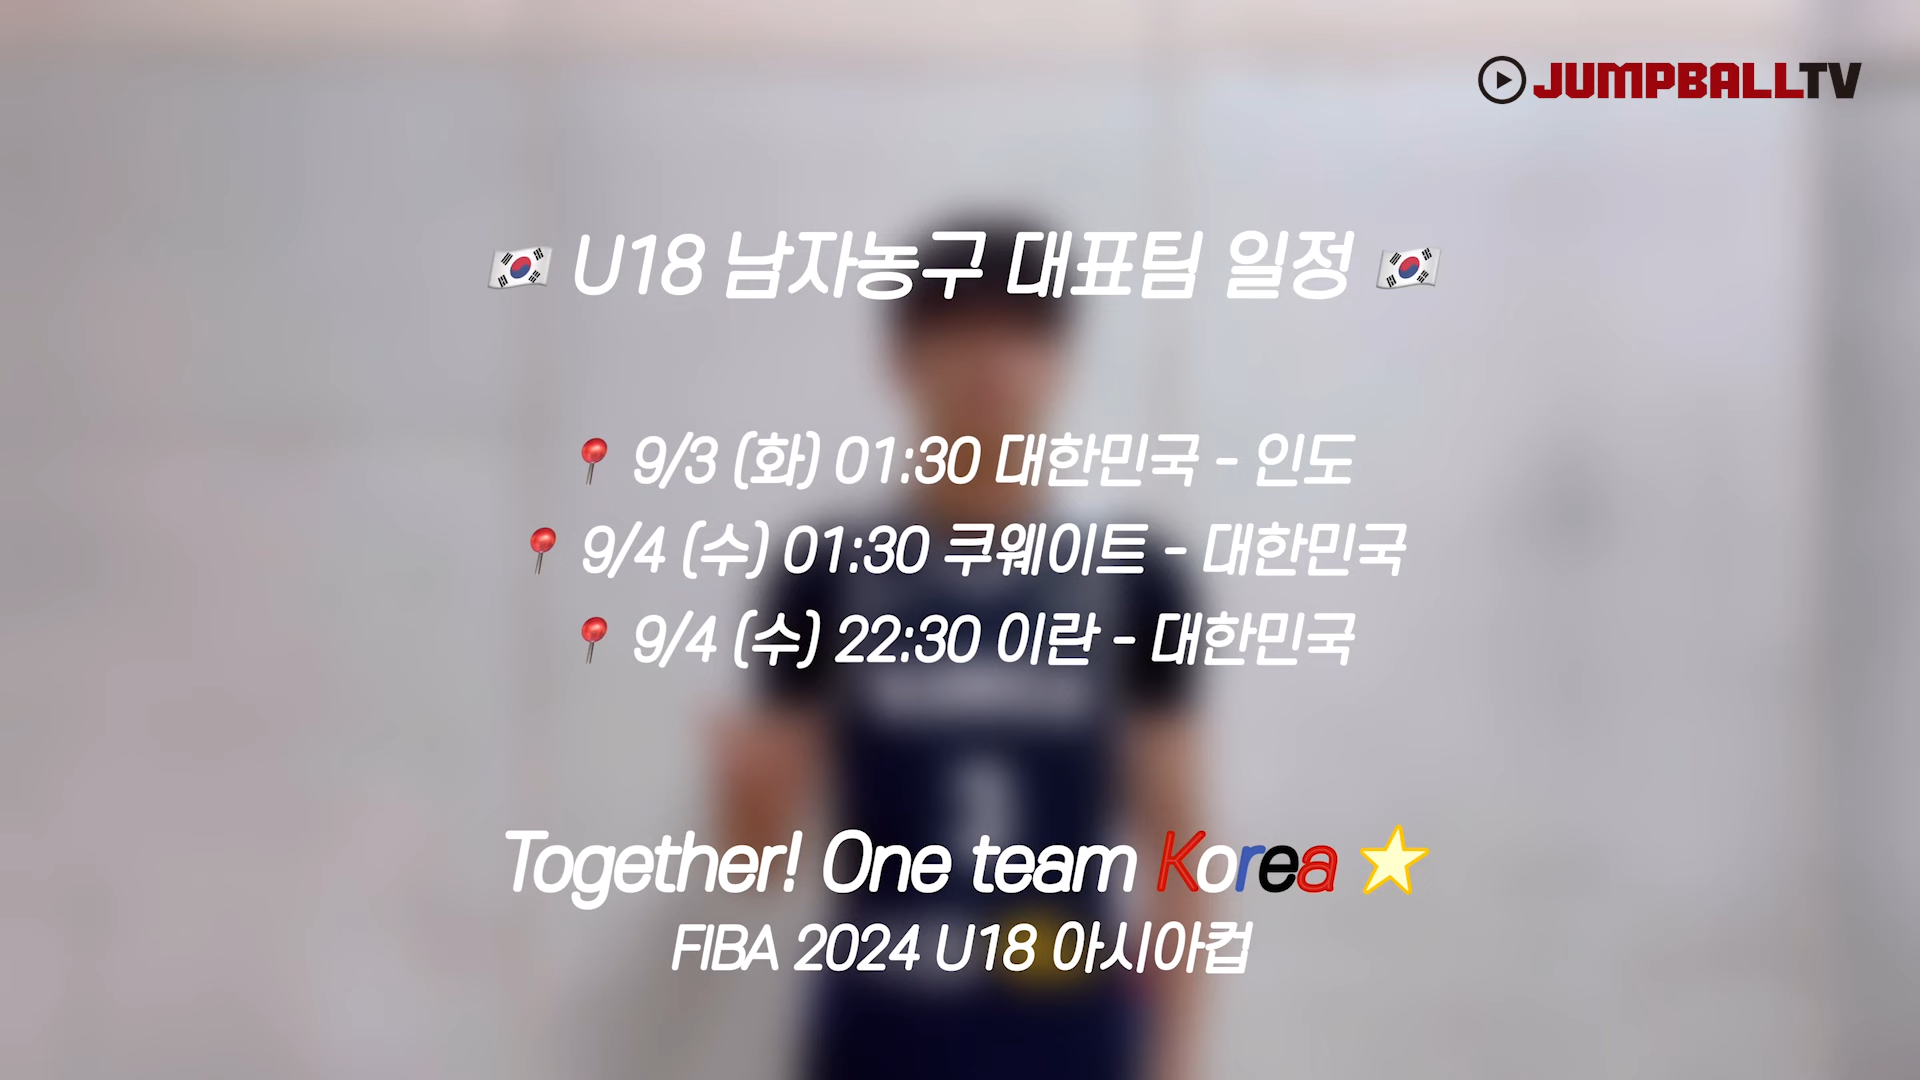 JUMPBALLTV
🇰🇷 U18 남자농구 대표팀 일정 🇰🇷
📍 9/3 (화) 01:30 대한민국 - 인도
📍 9/4 (수) 01:30 쿠웨이트 - 대한민국
📍 9/4 (수) 22:30 이란 - 대한민국
Together! One team Korea ⭐
FIBA 2024 U18 아시아컵